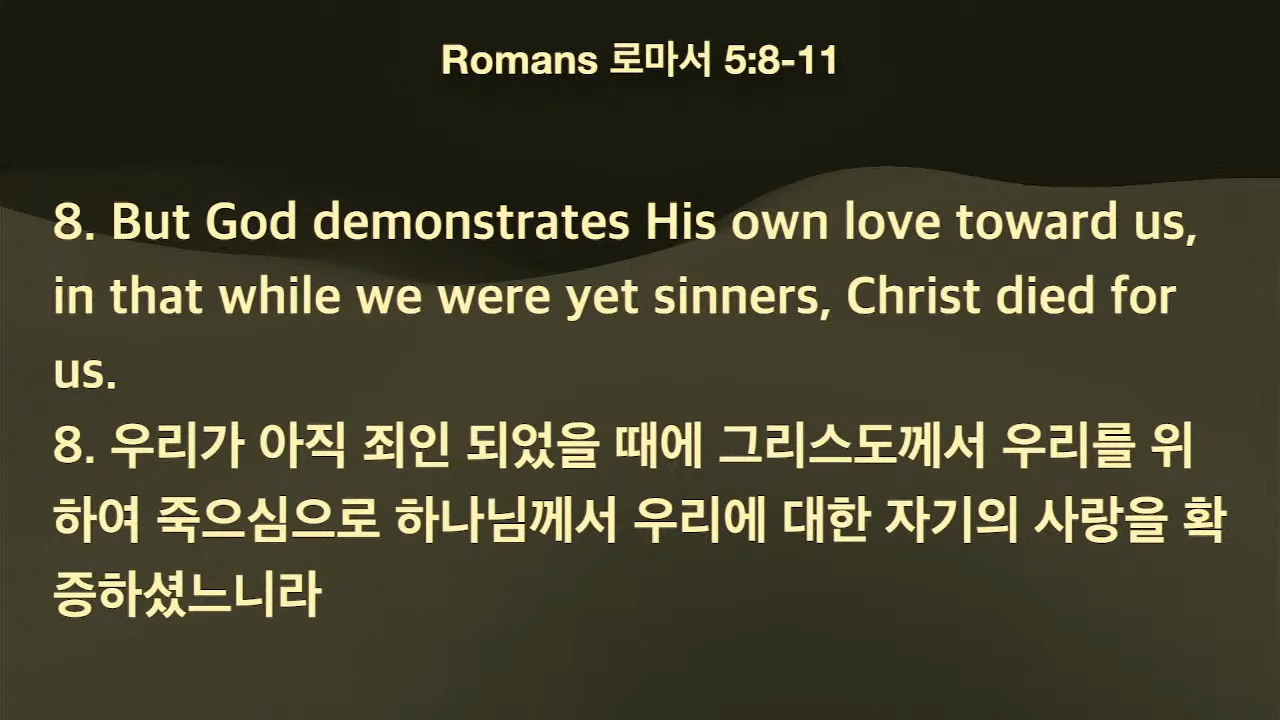 Romans 로마서 5:8-11
8. But God demonstrates His own love toward us,
in that while we were yet sinners, Christ died for
us.
8. 우리가 아직 죄인 되었을 때에 그리스도께서 우리를 위
하여 죽으심으로 하나님께서 우리에 대한 자기의 사랑을 확
증하셨느니라